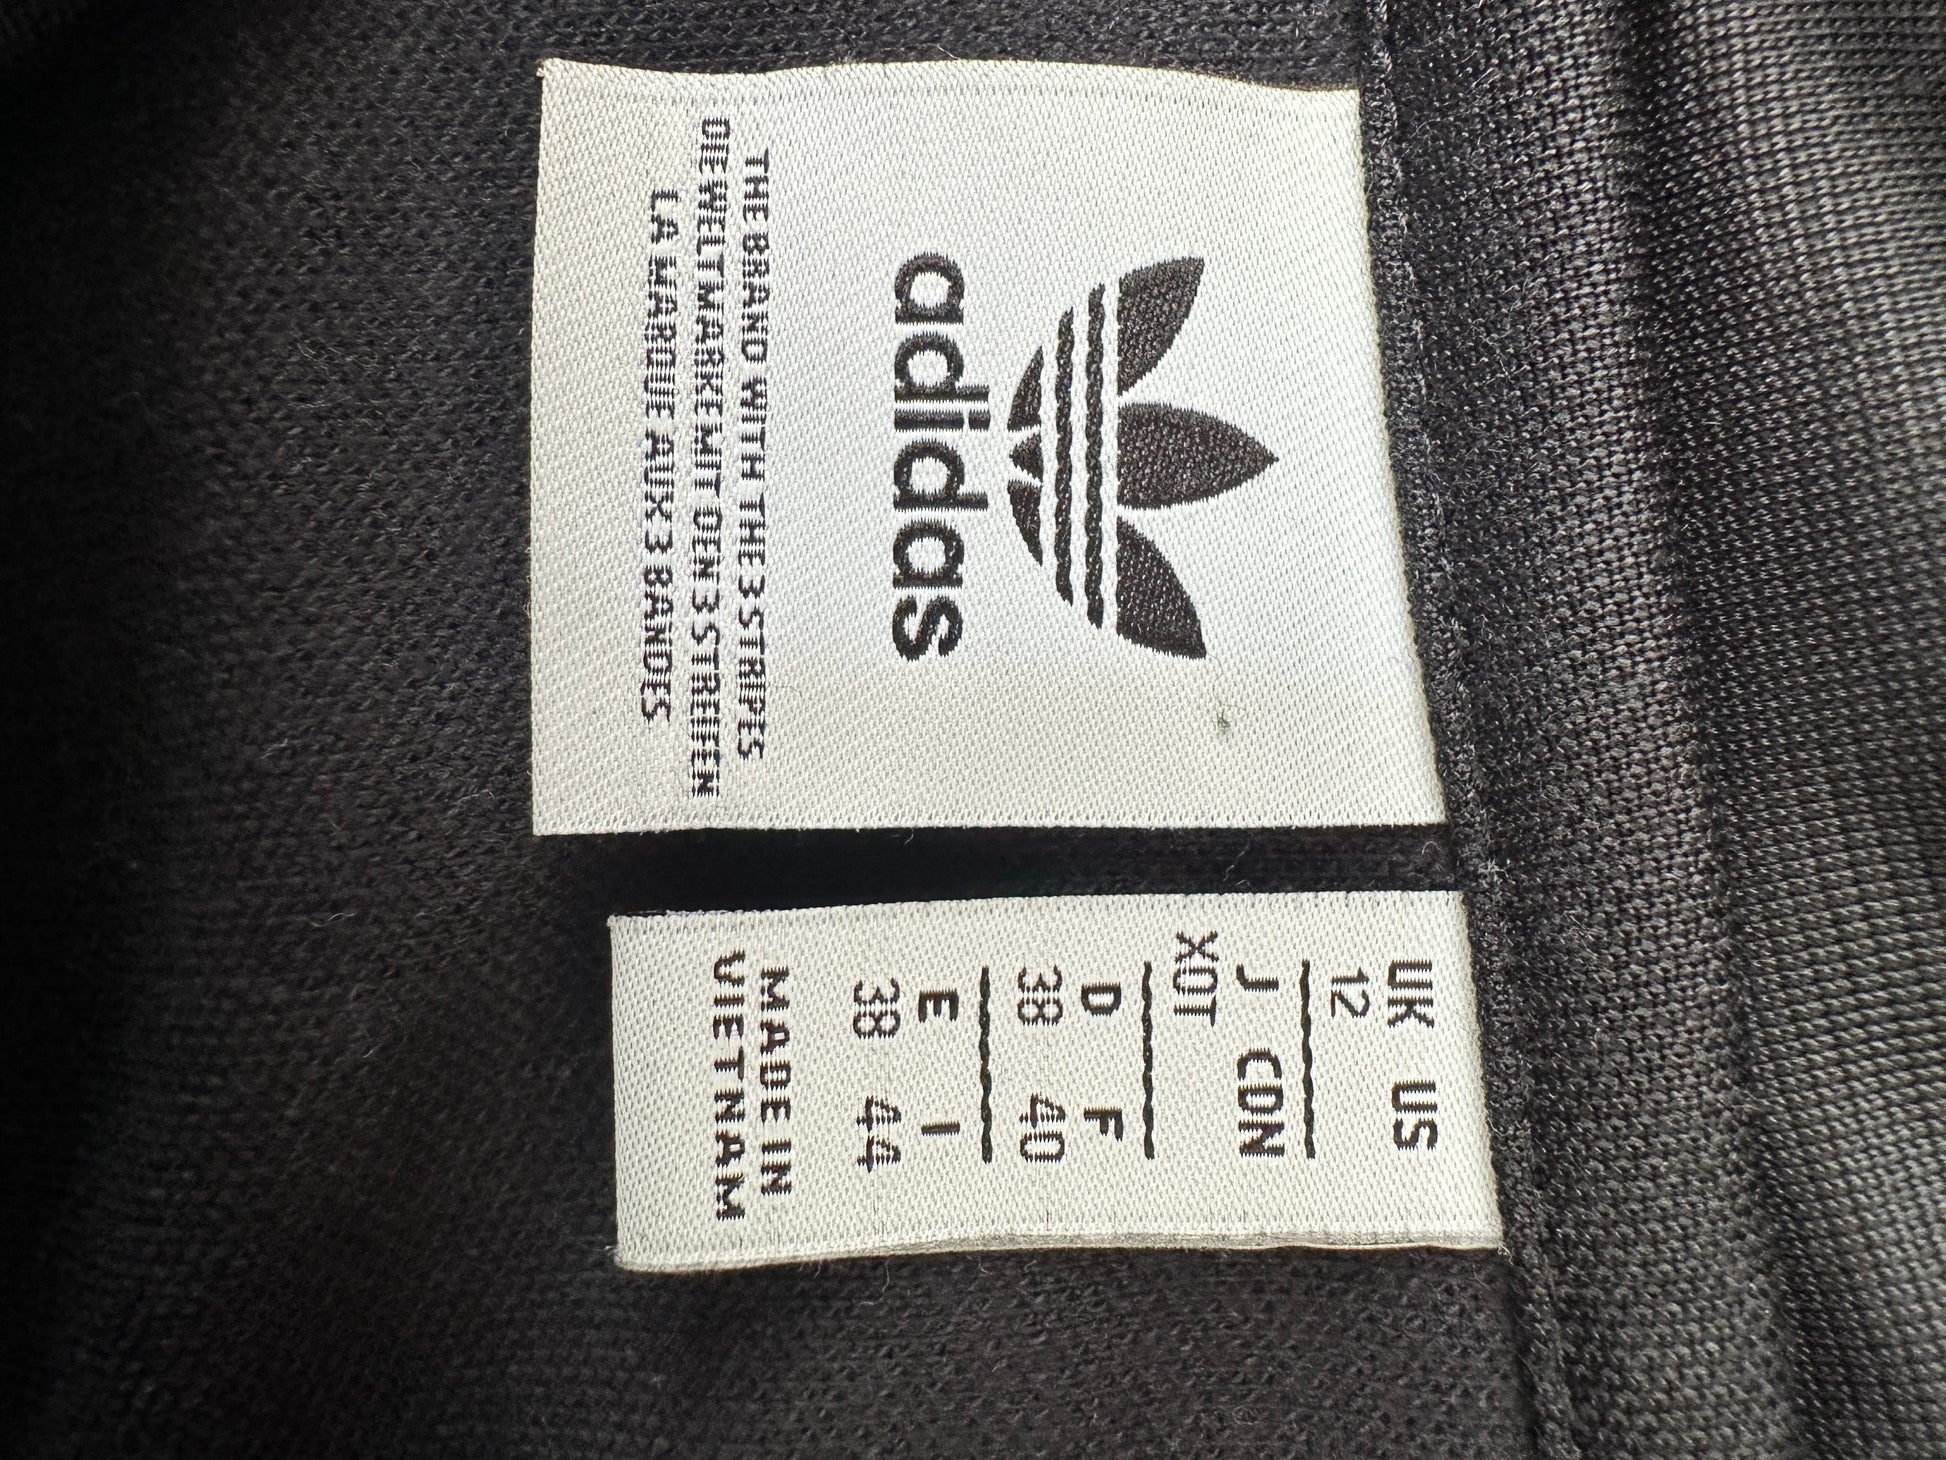 adidas
THE BRAND WITH THE 3 STRIPES
DIE WELTMARKE MIT DEN 3 STREIFEN
LA MARQUE AUX 3 BANDES
UK US
12
J CDN
XOT
D F
38 40
E I
38 44
MADE IN
VIETNAM